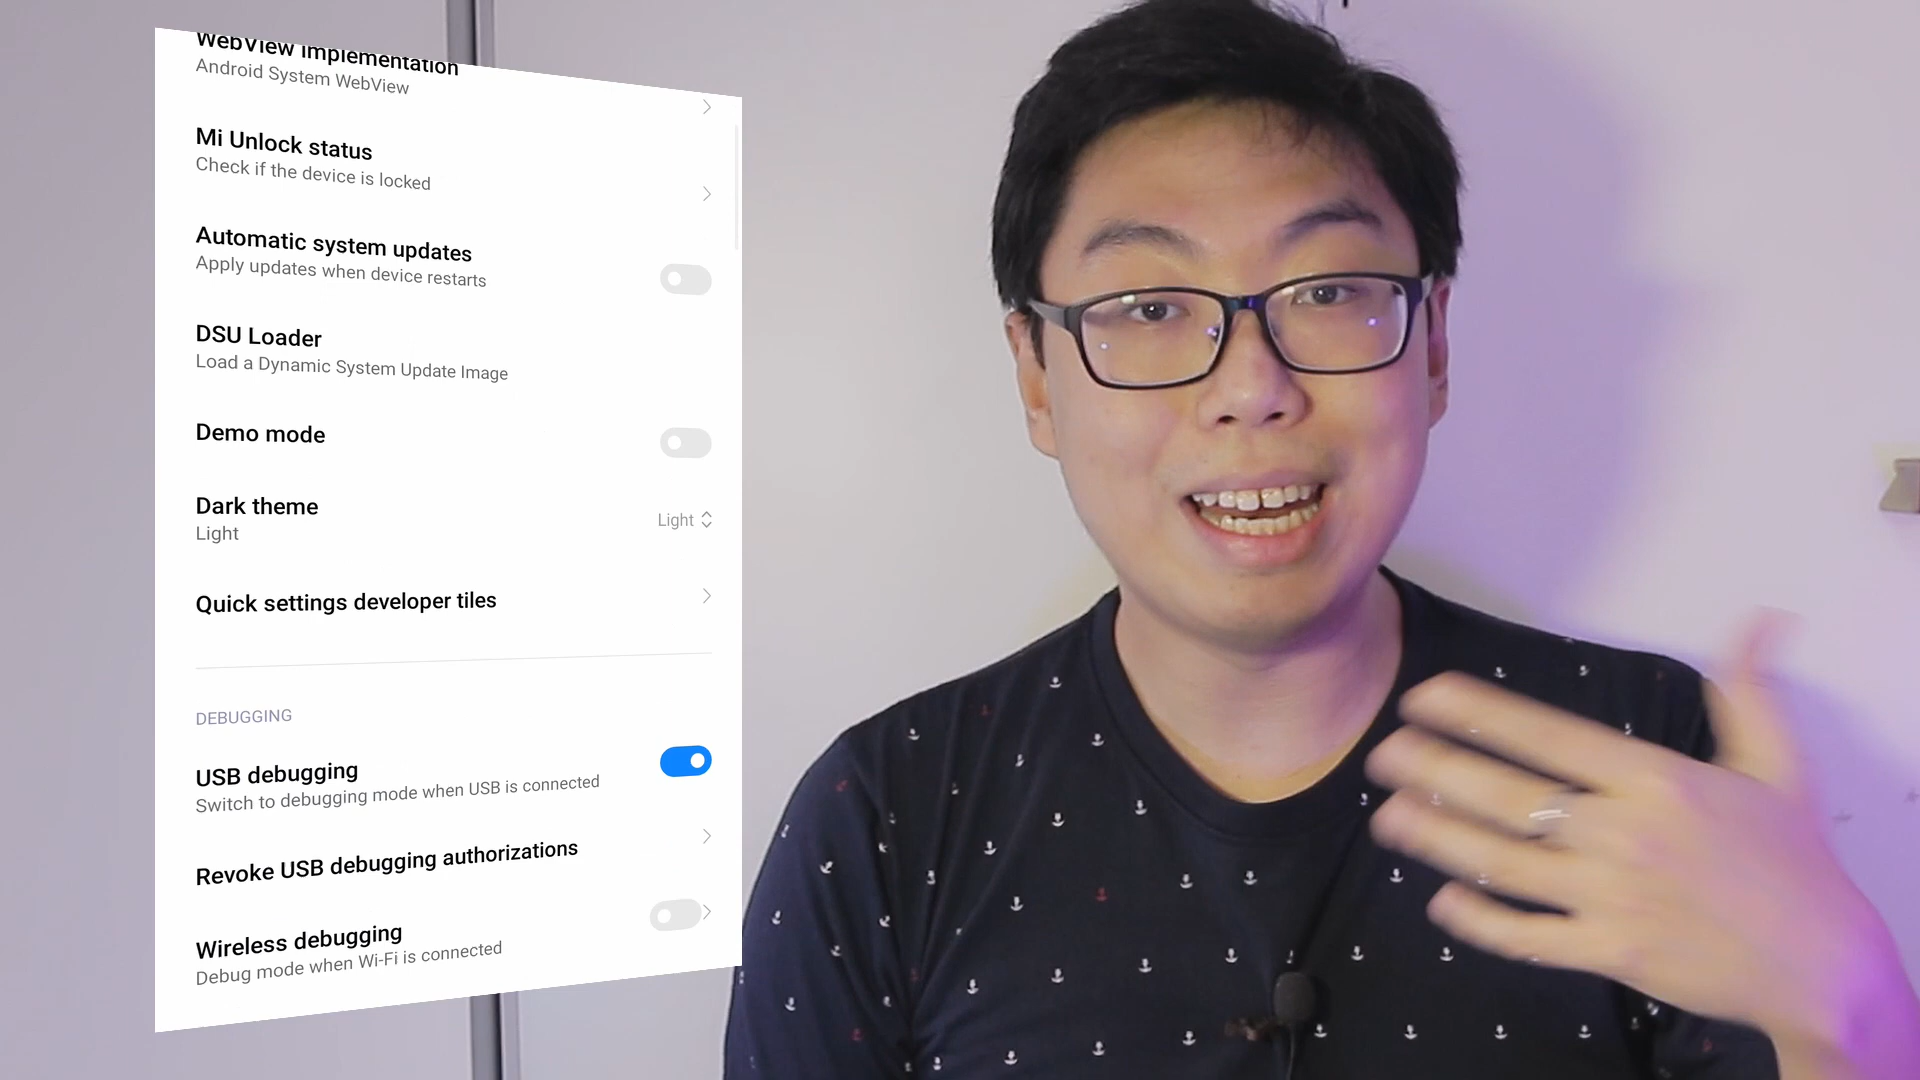 WebView implementation
Android System WebView
Mi Unlock status
Check if the device is locked
Automatic system updates
Apply updates when device restarts
DSU Loader
Load a Dynamic System Update Image
Demo mode
Dark theme
Light
Light
Quick settings developer tiles
DEBUGGING
USB debugging
Switch to debugging mode when USB is connected
Revoke USB debugging authorizations
Wireless debugging
Debug mode when Wi-Fi is connected